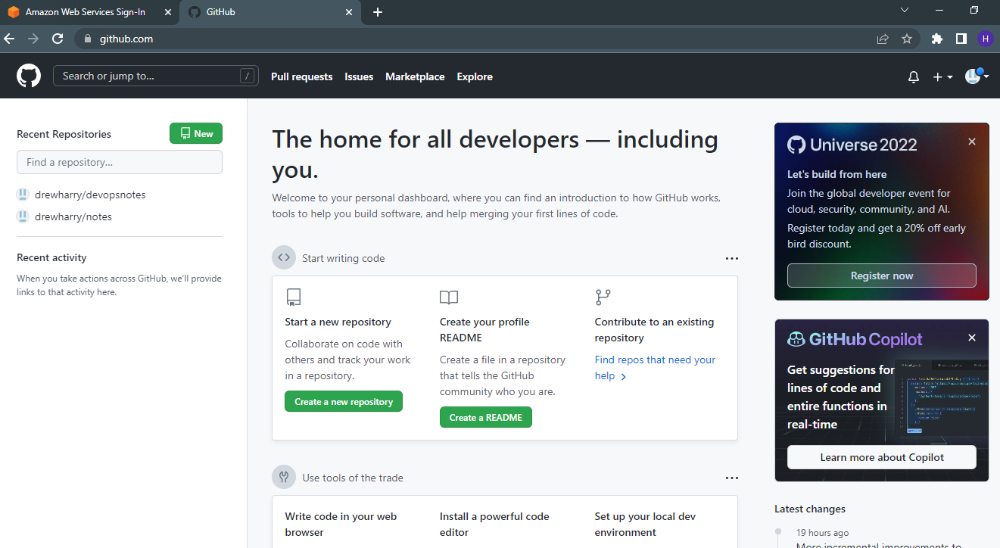 Amazon Web Services Sign-In
GitHub
github.com
H
Search or jump to...
/
Pull requests
Issues
Marketplace
Explore
Recent Repositories
New
Find a repository...
drewharry/devopsnotes
drewharry/notes
Recent activity
When you take actions across GitHub, we'll provide
links to that activity here.
The home for all developers — including
you.
Welcome to your personal dashboard, where you can find an introduction to how GitHub works,
tools to help you build software, and help merging your first lines of code.
Start writing code
Start a new repository
Collaborate on code with
others and track your work
in a repository.
Create a new repository
Create your profile
README
Create a file in a repository
that tells the GitHub
community who you are.
Create a README
Contribute to an existing
repository
Find repos that need your
help
Use tools of the trade
Write code in your web
browser
Install a powerful code
editor
Set up your local dev
environment
Universe 2022
Let's build from here
Join the global developer event for
cloud, security, community, and AI.
Register today and get a 20% off early
bird discount.
Register now
GitHub Copilot
Get suggestions for
lines of code and
entire functions in
real-time
Learn more about Copilot
Latest changes
19 hours ago
More incremental improvements to